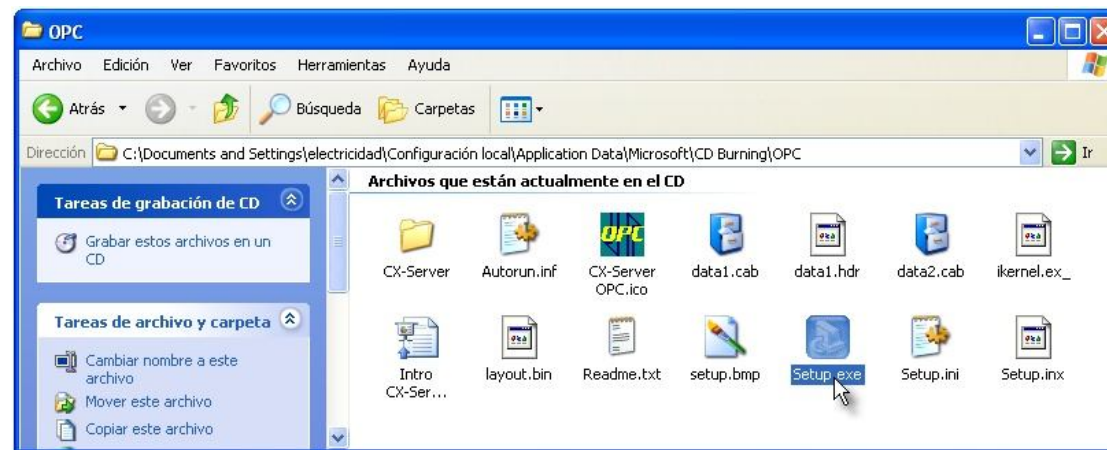 OPC
Archivo Edición Ver Favoritos Herramientas Ayuda
Atrás Búsqueda Carpetas
Dirección C:\Documents and Settings\electricidad\Configuración local\Application Data\Microsoft\CD Burning\OPC Ir
Tareas de grabación de CD
Grabar estos archivos en un
CD
Tareas de archivo y carpeta
Cambiar nombre a este
archivo
Mover este archivo
Copiar este archivo
Archivos que están actualmente en el CD
OPC
CX-Server Autorun.inf CX-Server data1.cab data1.hdr data2.cab ikernel.ex_
OPC.ico
Intro layout.bin Readme.txt setup.bmp Setup.exe Setup.ini Setup.inx
CX-Ser...